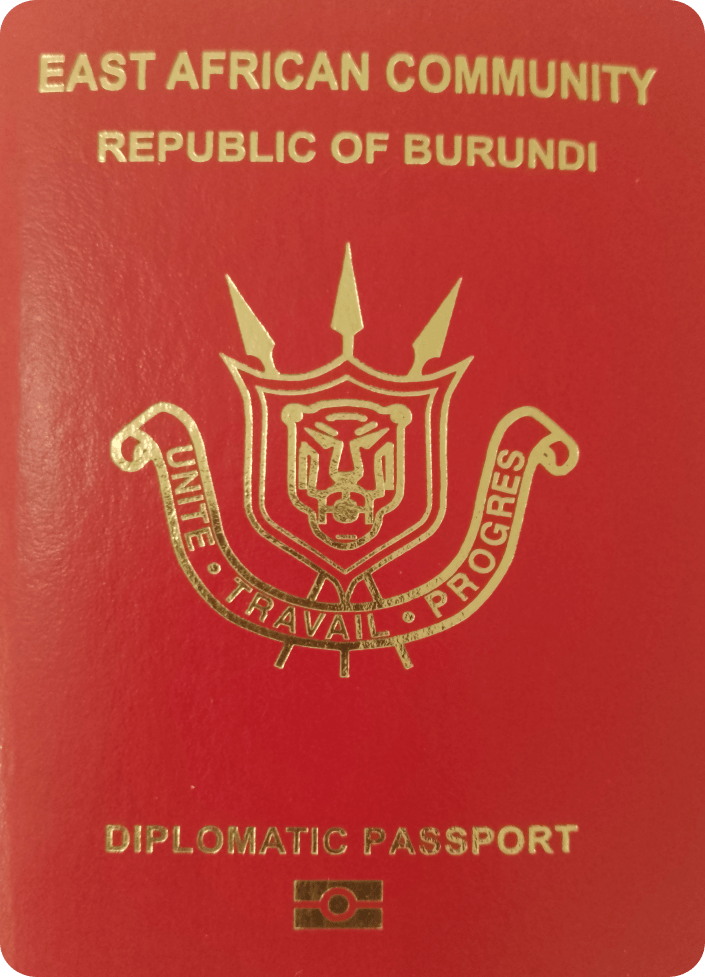 EAST AFRICAN COMMUNITY
REPUBLIC OF BURUNDI
UNITE • TRAVAIL • PROGRES
DIPLOMATIC PASSPORT